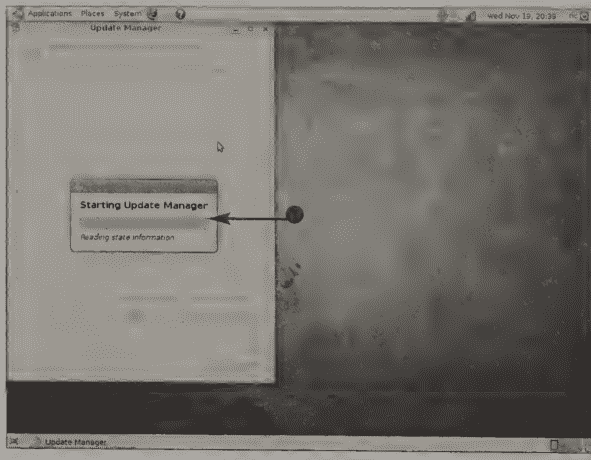 Applications Places System
Wed Nov 19, 20:39
Update Manager
Starting Update Manager
Reading state information
Update Manager